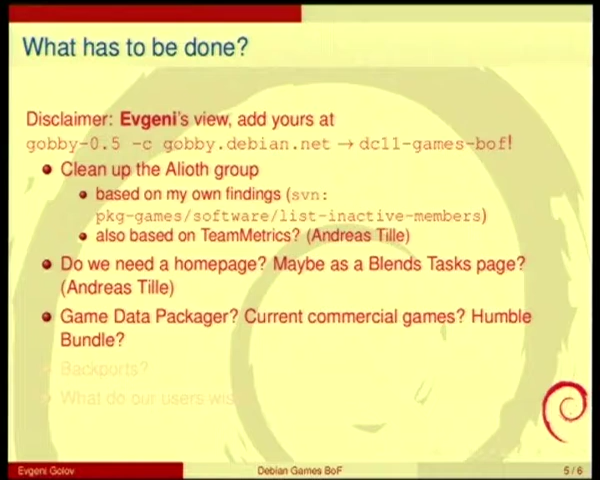 What has to be done?
Disclaimer: Evgeni's view, add yours at
gobby-0.5 -c gobby.debian.net → dc11-games-bof!
Clean up the Alioth group
based on my own findings (svn:
pkg-games/software/list-inactive-members)
also based on TeamMetrics? (Andreas Tille)
Do we need a homepage? Maybe as a Blends Tasks page?
(Andreas Tille)
Game Data Packager? Current commercial games? Humble
Bundle?
Backports?
What do our users wis
Evgeni Golov
Debian Games BoF
5 / 6